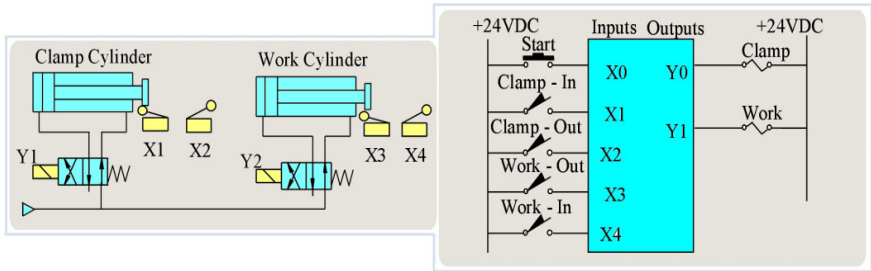 Clamp Cylinder
Work Cylinder
Y1
X1
X2
Y2
X3
X4
+24VDC
Inputs
Outputs
+24VDC
Start
X0
Y0
Clamp
Clamp - In
X1
Y1
Work
Clamp - Out
X2
Work - Out
X3
Work - In
X4